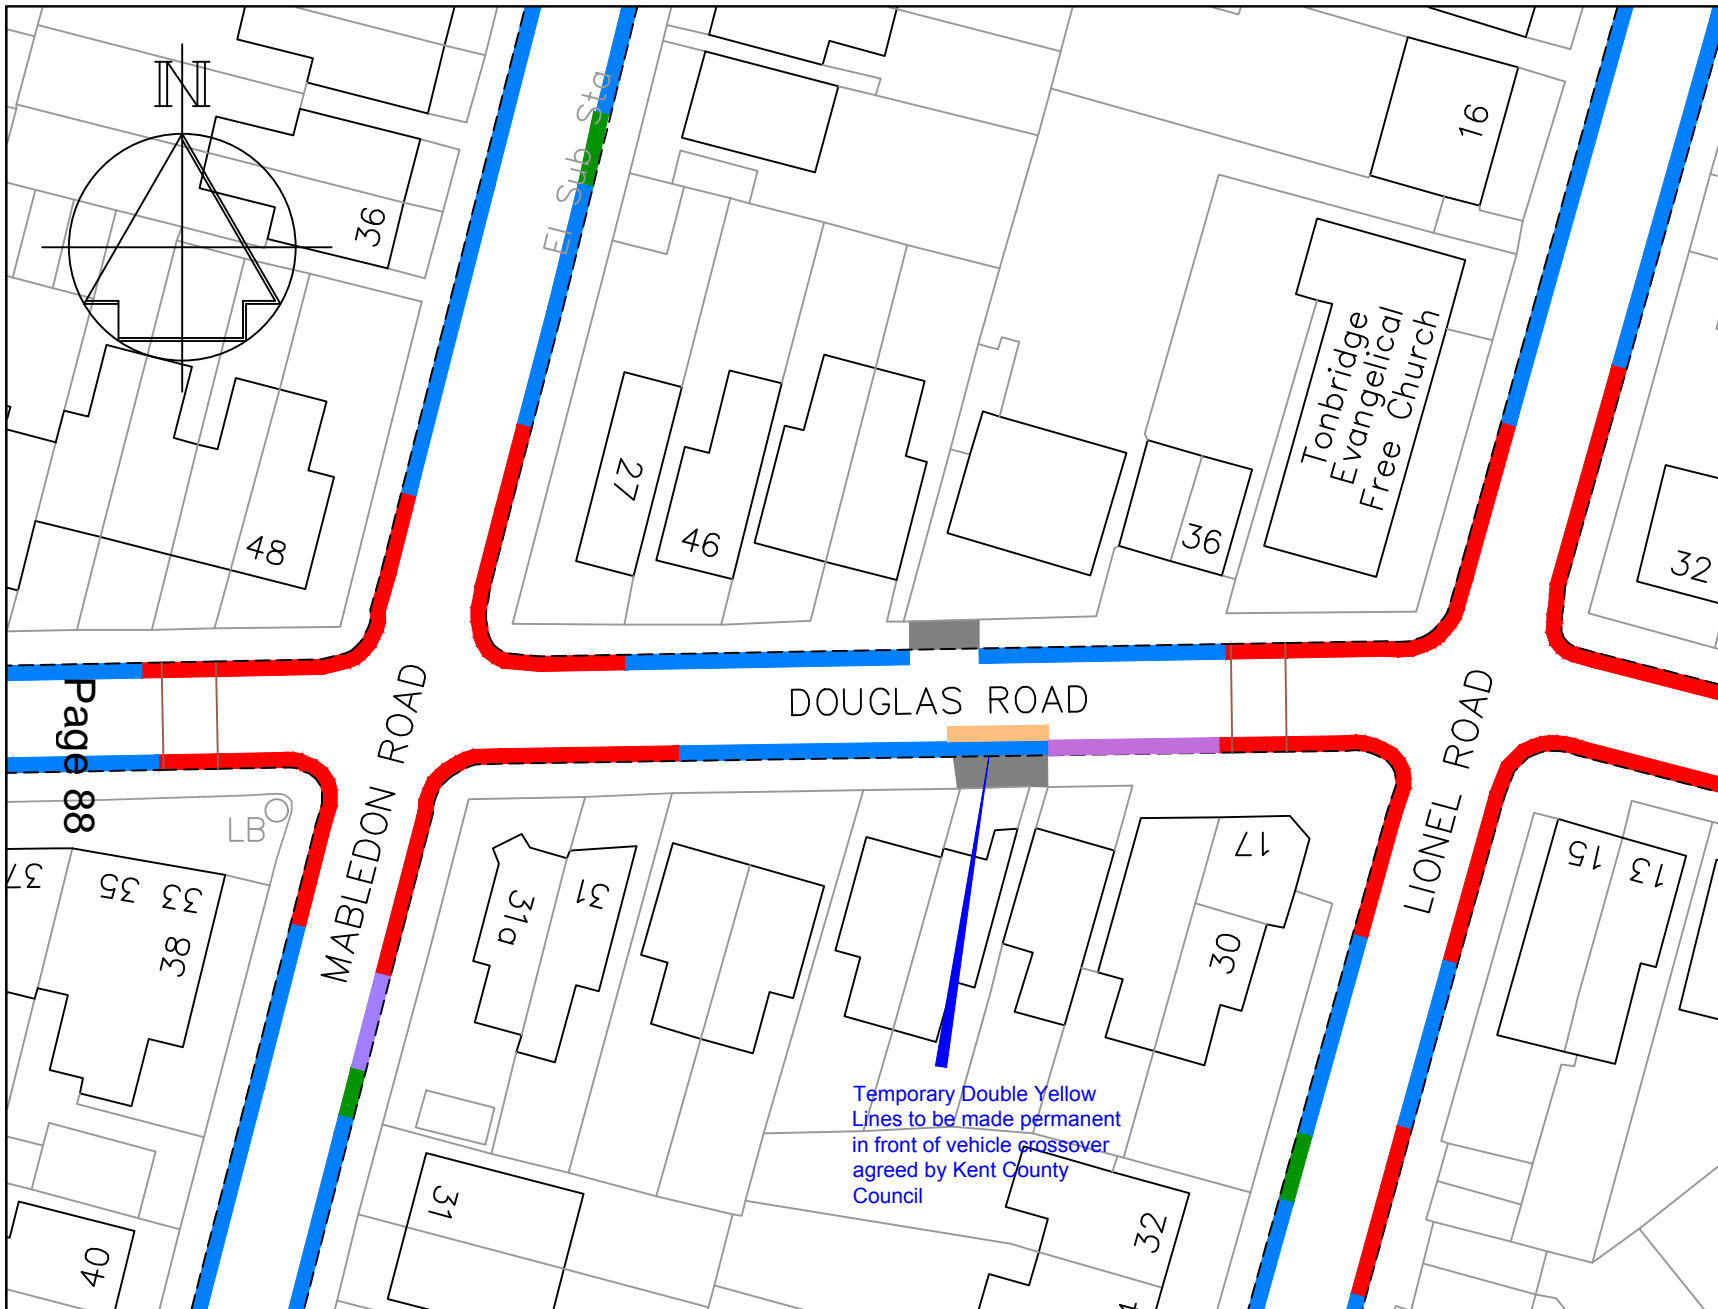 N
El Sub Sta
16
36
Tonbridge
Evangelical
Free Church
27
46
48
36
32
DOUGLAS ROAD
Page 88
MABLEDON ROAD
LIONEL ROAD
LB
37
35
33
38
31a
31
17
30
15
13
Temporary Double Yellow
Lines to be made permanent
in front of vehicle crossover
agreed by Kent County
Council
31
32
40